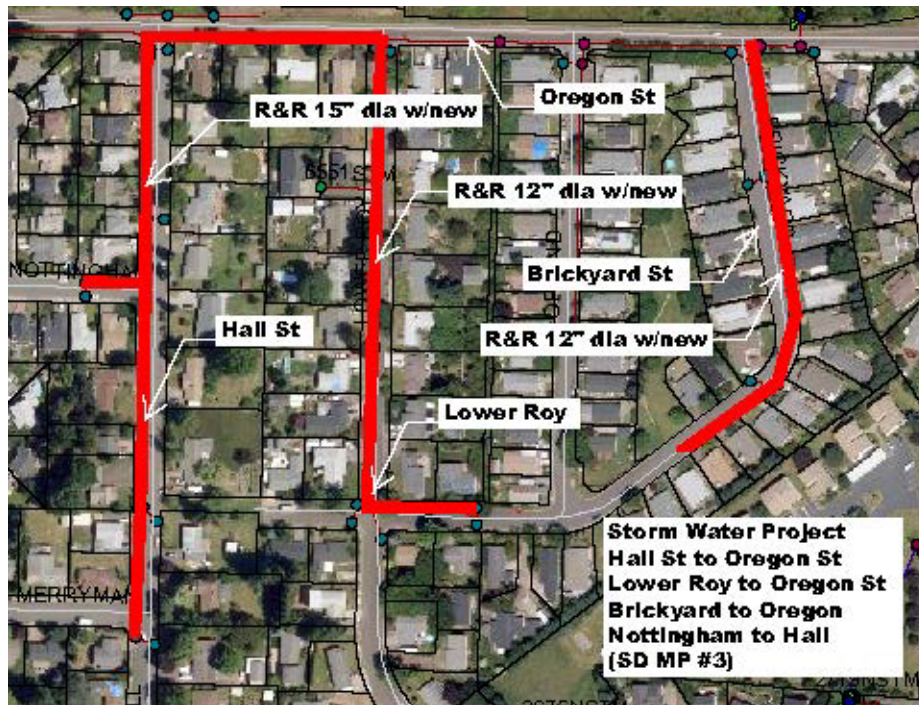 Oregon St
R&R 15" dia w/new
R&R 12" dia w/new
Brickyard St
Hall St
R&R 12" dia w/new
Lower Roy
MERRYMAN
Storm Water Project
Hall St to Oregon St
Lower Roy to Oregon St
Brickyard to Oregon
Nottingham to Hall
(SD MP #3)